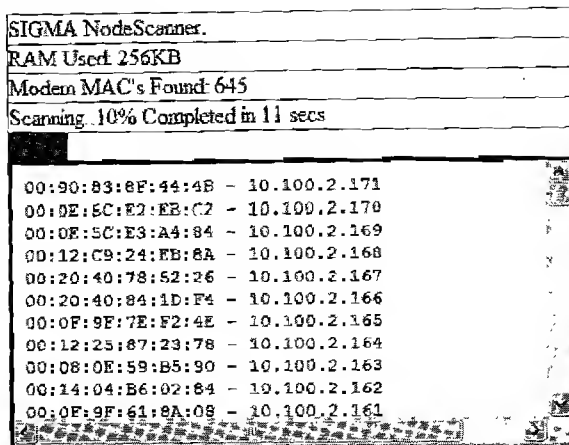 SIGMA NodeScanner.
RAM Used: 256KB
Modem MAC's Found: 645
Scanning. 10% Completed in 11 secs
00:90:83:8F:44:4B - 10.100.2.171
00:0E:5C:E2:EB:C2 - 10.100.2.170
00:0E:5C:E3:A4:84 - 10.100.2.169
00:12:C9:24:EB:8A - 10.100.2.168
00:20:40:78:52:26 - 10.100.2.167
00:20:40:84:1D:F4 - 10.100.2.166
00:0F:9F:7E:F2:4E - 10.100.2.165
00:12:25:87:23:78 - 10.100.2.164
00:08:0E:59:B5:90 - 10.100.2.163
00:14:04:B6:02:84 - 10.100.2.162
00:0F:9F:61:8A:08 - 10.100.2.161